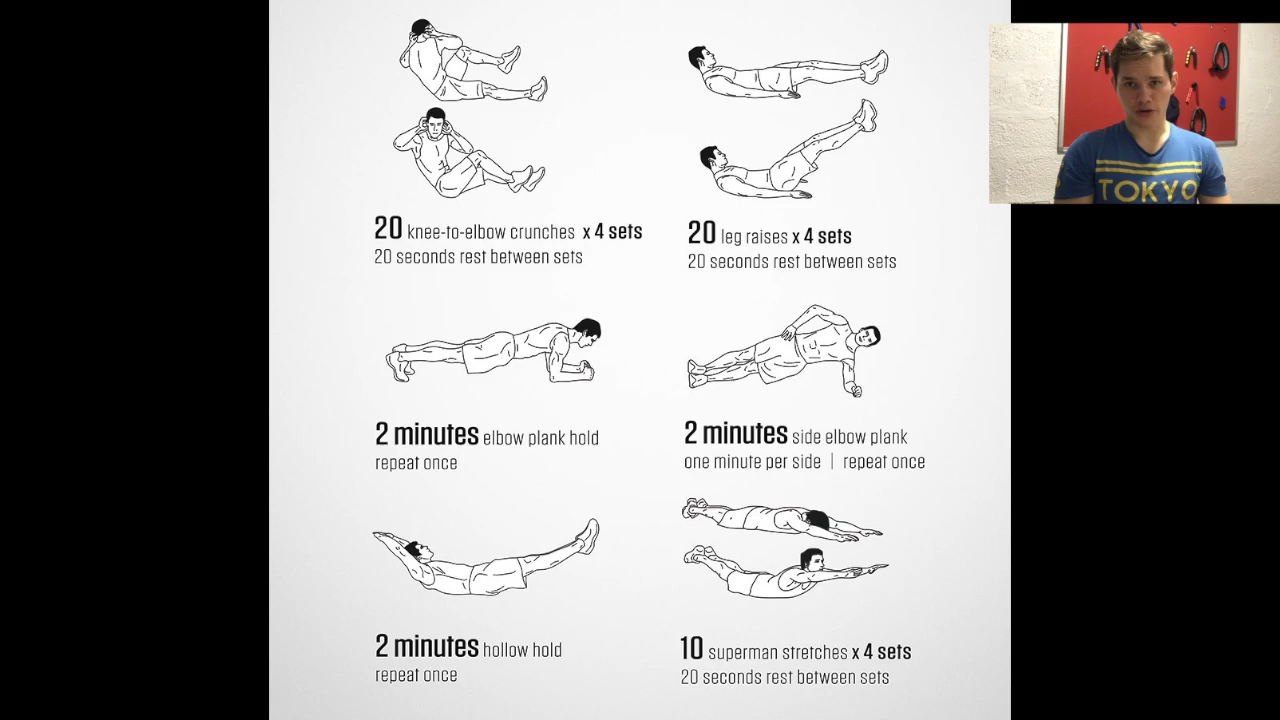 20 knee-to-elbow crunches x 4 sets
20 seconds rest between sets
20 leg raises x 4 sets
20 seconds rest between sets
2 minutes elbow plank hold
repeat once
2 minutes side elbow plank
one minute per side | repeat once
2 minutes hollow hold
repeat once
10 superman stretches x 4 sets
20 seconds rest between sets
TOKYO